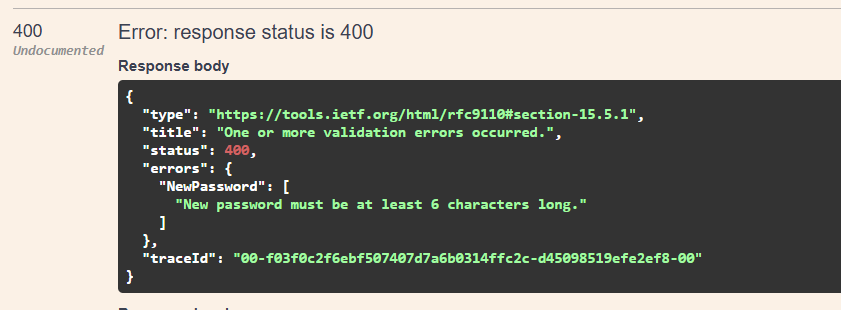 400
Undocumented
Error: response status is 400
Response body
{
  "type": "https://tools.ietf.org/html/rfc9110#section-15.5.1",
  "title": "One or more validation errors occurred.",
  "status": 400,
  "errors": {
    "NewPassword": [
      "New password must be at least 6 characters long."
    ]
  },
  "traceId": "00-f03f0c2f6ebf507407d7a6b0314ffc2c-d45098519efe2ef8-00"
}